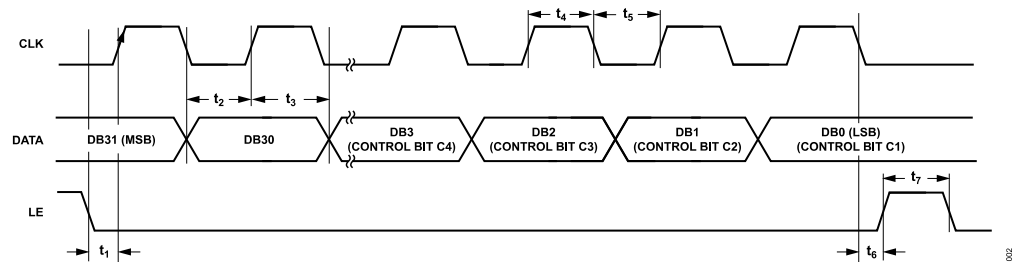 t4 t5
CLK
t2 t3
DATA
DB31 (MSB) DB30 DB3 (CONTROL BIT C4) DB2 (CONTROL BIT C3) DB1 (CONTROL BIT C2) DB0 (LSB) (CONTROL BIT C1)
t7
LE
t1 t6
002